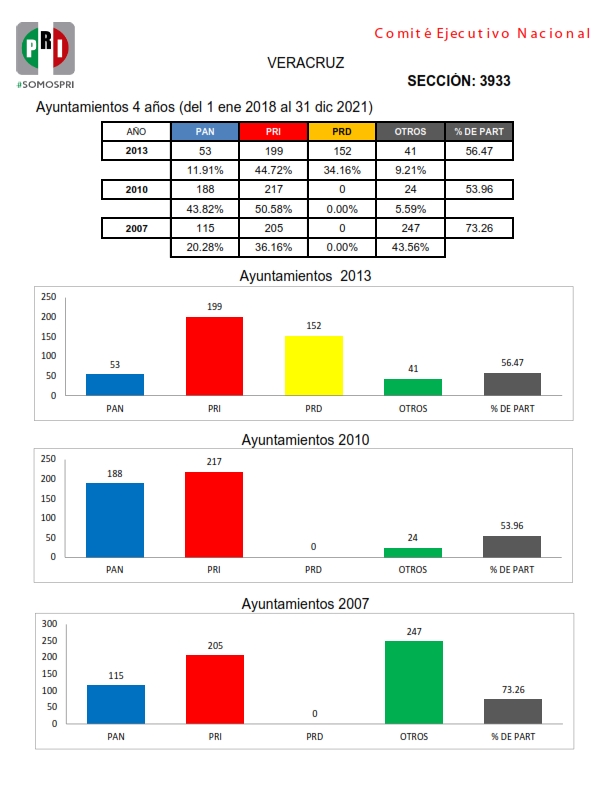 Comité Ejecutivo Nacional
PRI
#SOMOSPRI
VERACRUZ
SECCIÓN: 3933
Ayuntamientos 4 años (del 1 ene 2018 al 31 dic 2021)
AÑO PAN PRI PRD OTROS % DE PART
2013 53 199 152 41 56.47
11.91% 44.72% 34.16% 9.21%
2010 188 217 0 24 53.96
43.82% 50.58% 0.00% 5.59%
2007 115 205 0 247 73.26
20.28% 36.16% 0.00% 43.56%
Ayuntamientos 2013
250
200
150
100
50
0
53 199 152 41 56.47
PAN PRI PRD OTROS % DE PART
Ayuntamientos 2010
250
200
150
100
50
0
188 217 0 24 53.96
PAN PRI PRD OTROS % DE PART
Ayuntamientos 2007
300
250
200
150
100
50
0
115 205 0 247 73.26
PAN PRI PRD OTROS % DE PART